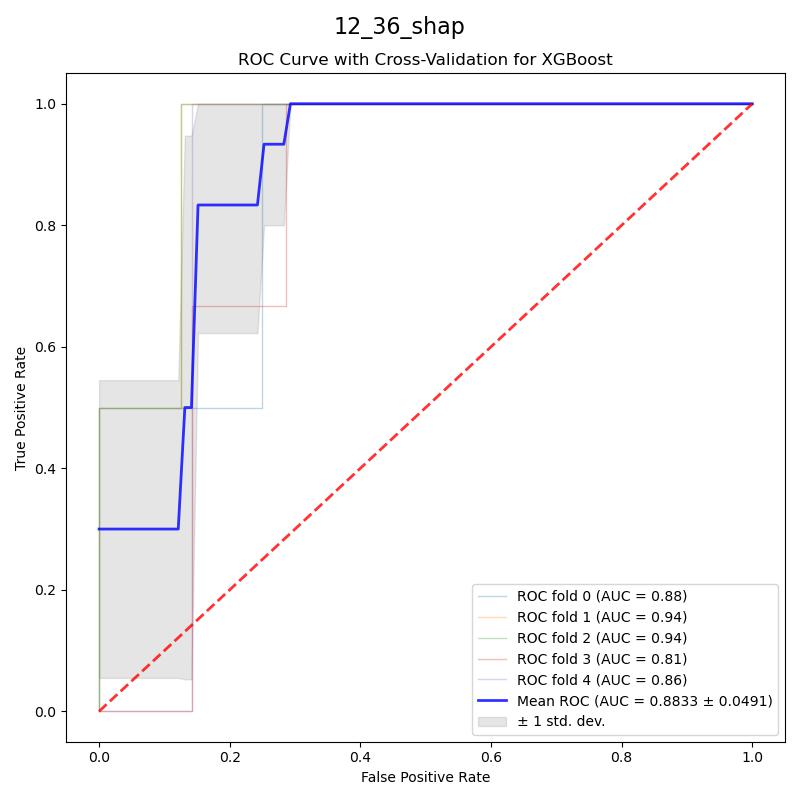 12_36_shap
ROC Curve with Cross-Validation for XGBoost
True Positive Rate
1.0
0.8
0.6
0.4
0.2
0.0
0.0 0.2 0.4 0.6 0.8 1.0
False Positive Rate
ROC fold 0 (AUC = 0.88)
ROC fold 1 (AUC = 0.94)
ROC fold 2 (AUC = 0.94)
ROC fold 3 (AUC = 0.81)
ROC fold 4 (AUC = 0.86)
Mean ROC (AUC = 0.8833 ± 0.0491)
± 1 std. dev.